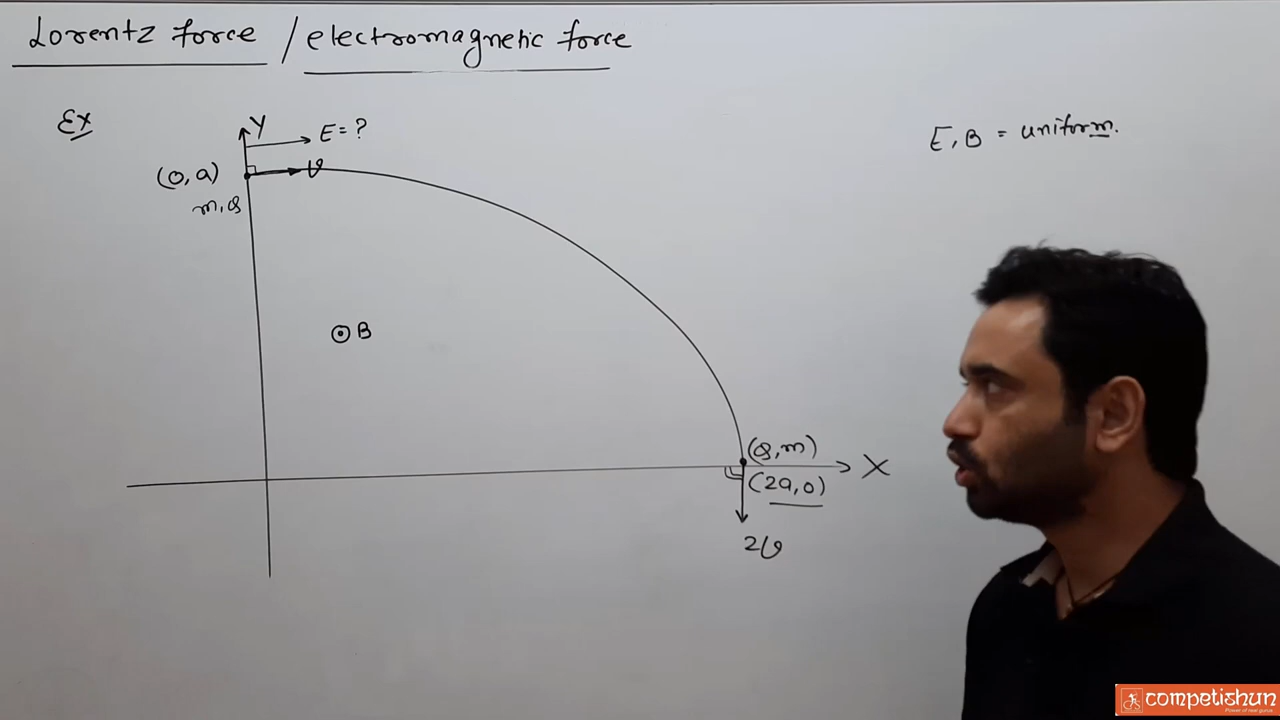 Lorentz force / electromagnetic force
Ex
Y
E = ?
E, B = uniform.
(0, a)
v
m, Q
B
(Q, m)
X
(2a, 0)
2v
competishun